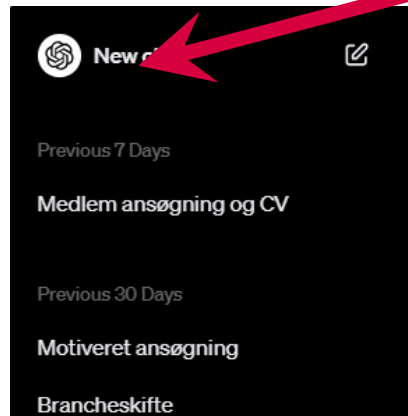 New
Previous 7 Days
Medlem ansøgning og CV
Previous 30 Days
Motiveret ansøgning
Brancheskifte